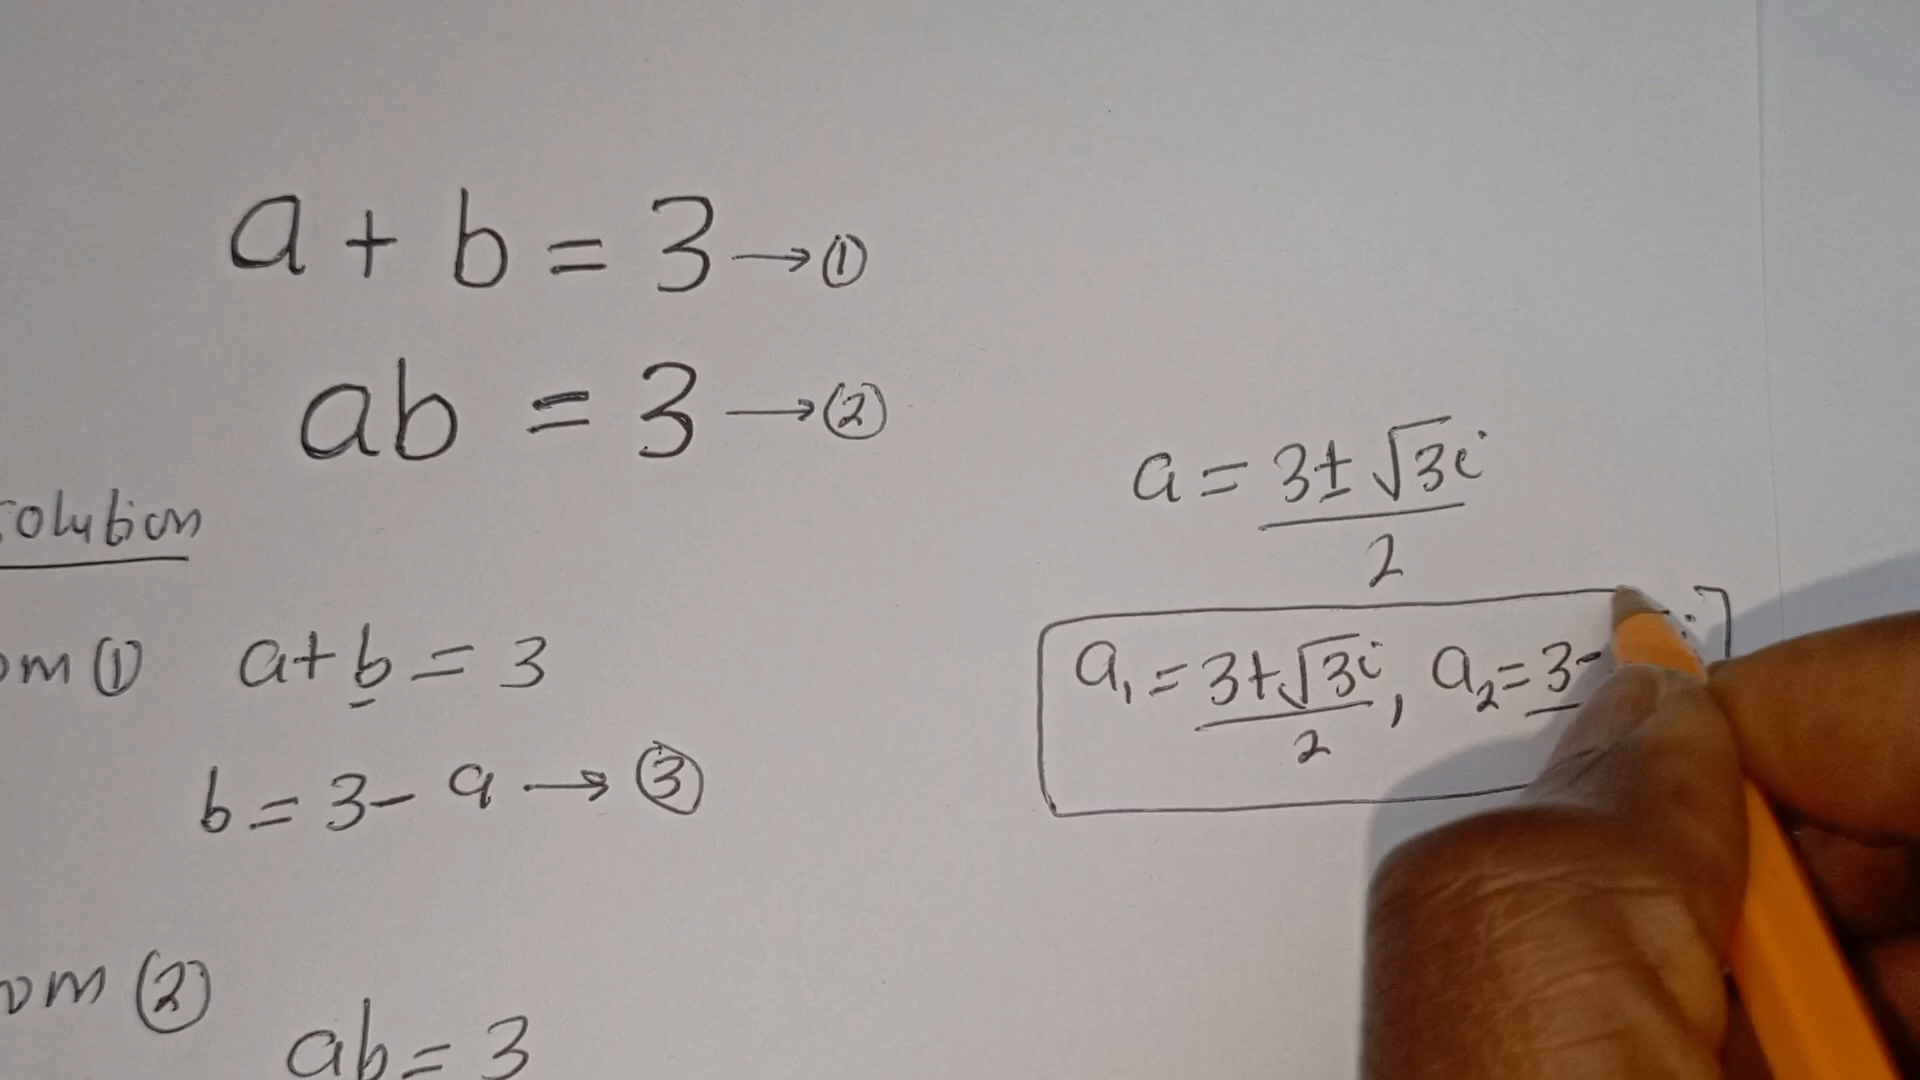 a + b = 3 → ①
ab = 3 → ②
solution
om ① a+b = 3
b = 3 - a → ③
om ②
ab = 3
a = 3 ± √3i / 2
a₁ = 3+√3i / 2 , a₂ = 3-